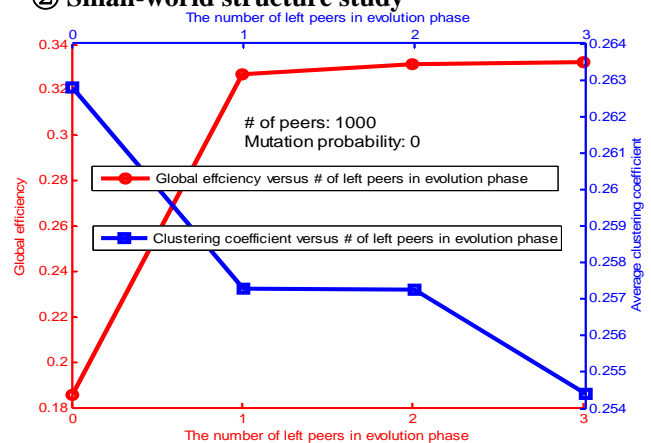 ② Small-world structure study
The number of left peers in evolution phase
0 1 2 3
0.34 0.264
0.32 0.263
0.262
# of peers: 1000
0.3 0.261
Mutation probability: 0
0.28 Global effciency versus # of left peers in evolution phase 0.26
0.26 0.259
Clustering coefficient versus # of left peers in evolution phase
0.24 0.258
0.257
0.22 0.256
0.2 0.255
0.18 0.254
Global efficiency
Average clustering coefficient
0 1 2 3
The number of left peers in evolution phase